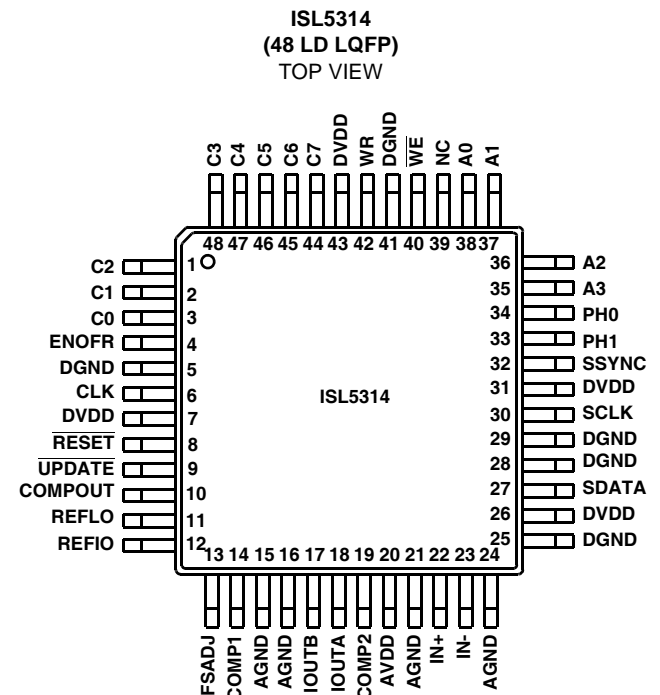 ISL5314
(48 LD LQFP)
TOP VIEW
C3 C4 C5 C6 C7 DVDD WR DGND WE NC A0 A1
48 47 46 45 44 43 42 41 40 39 38 37
C2 1 36 A2
C1 2 35 A3
C0 3 34 PH0
ENOFR 4 33 PH1
DGND 5 32 SSYNC
CLK 6 31 DVDD
DVDD 7 30 SCLK
RESET 8 29 DGND
UPDATE 9 28 DGND
COMPOUT 10 27 SDATA
REFLO 11 26 DVDD
REFIO 12 25 DGND
ISL5314
13 14 15 16 17 18 19 20 21 22 23 24
FSADJ COMP1 AGND AGND IOUTB IOUTA COMP2 AVDD AGND IN+ IN- AGND